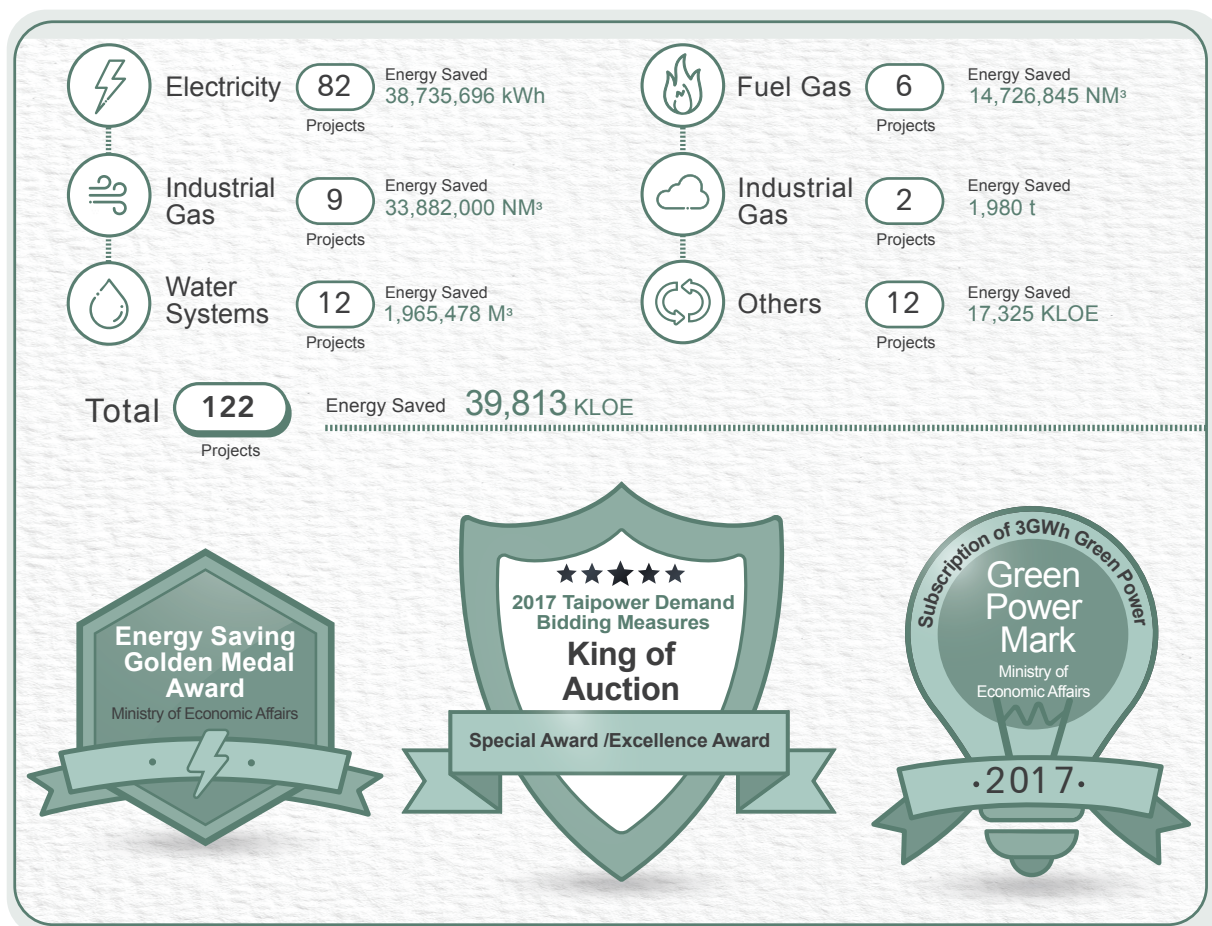 Electricity
82
Projects
Energy Saved
38,735,696 kWh
Fuel Gas
6
Projects
Energy Saved
14,726,845 NM³
Industrial
Gas
9
Projects
Energy Saved
33,882,000 NM³
Industrial
Gas
2
Projects
Energy Saved
1,980 t
Water
Systems
12
Projects
Energy Saved
1,965,478 M³
Others
12
Projects
Energy Saved
17,325 KLOE
Total
122
Projects
Energy Saved 39,813 KLOE
Energy Saving
Golden Medal
Award
Ministry of Economic Affairs
2017 Taipower Demand
Bidding Measures
King of
Auction
Special Award /Excellence Award
Subscription of 3GWh Green Power
Green
Power
Mark
Ministry of
Economic Affairs
·2017·